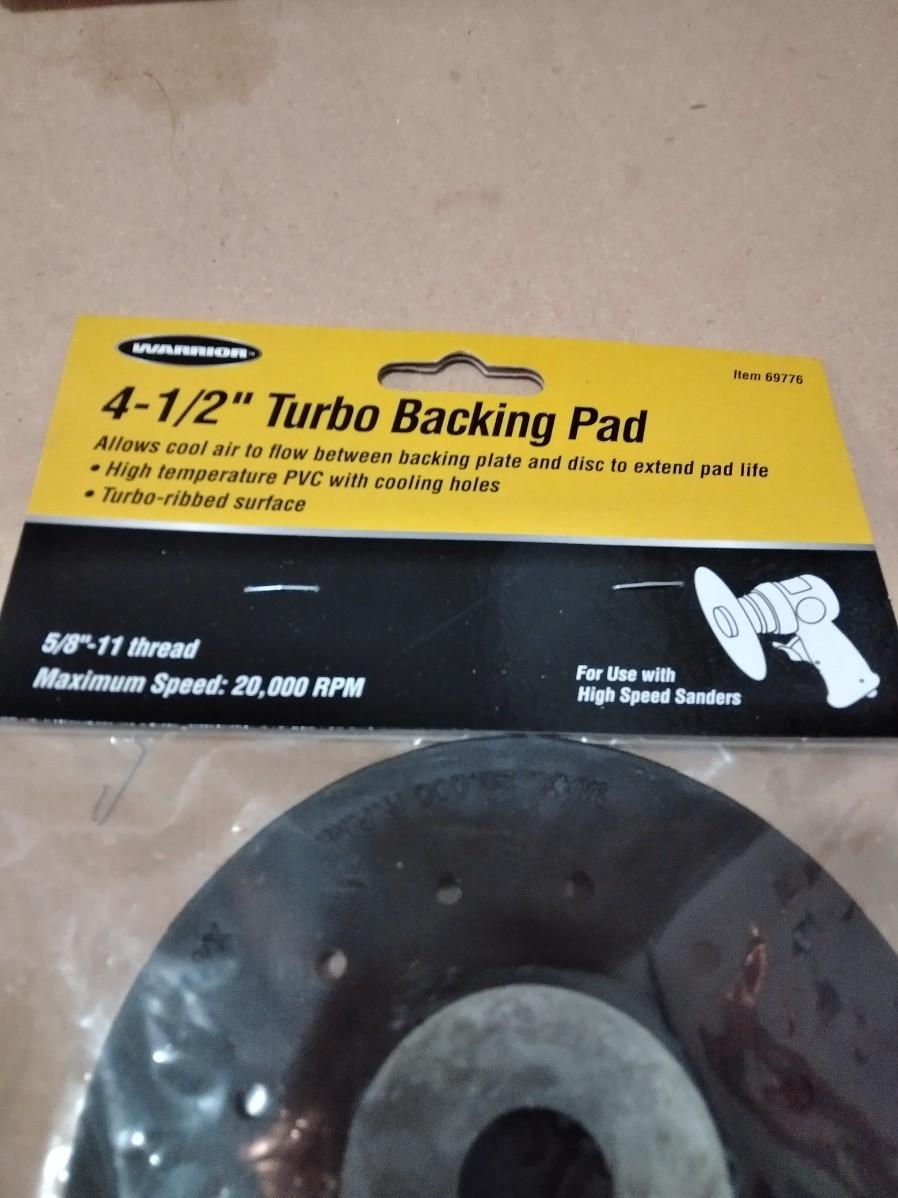 WARRIOR™
Item 69776
4-1/2" Turbo Backing Pad
Allows cool air to flow between backing plate and disc to extend pad life
• High temperature PVC with cooling holes
• Turbo-ribbed surface
5/8"-11 thread
Maximum Speed: 20,000 RPM
For Use with
High Speed Sanders